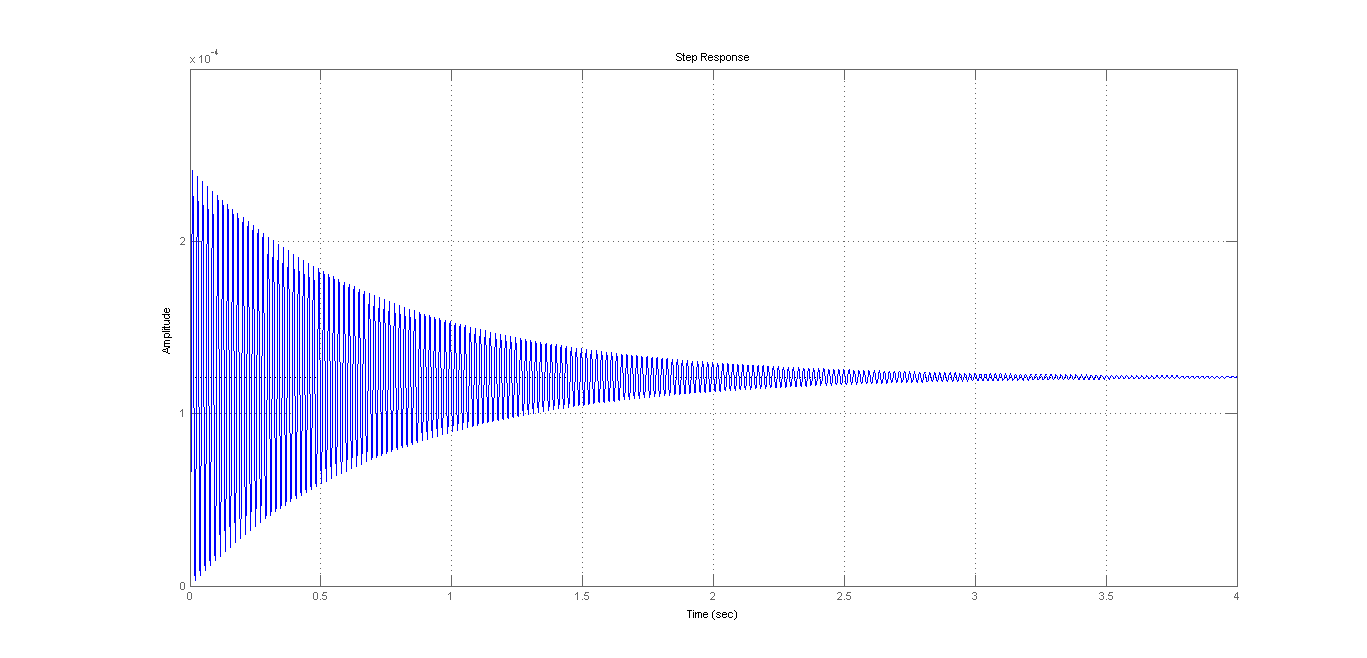 Step Response
x 10^-4
2
1
0
Amplitude
0 0.5 1 1.5 2 2.5 3 3.5 4
Time (sec)